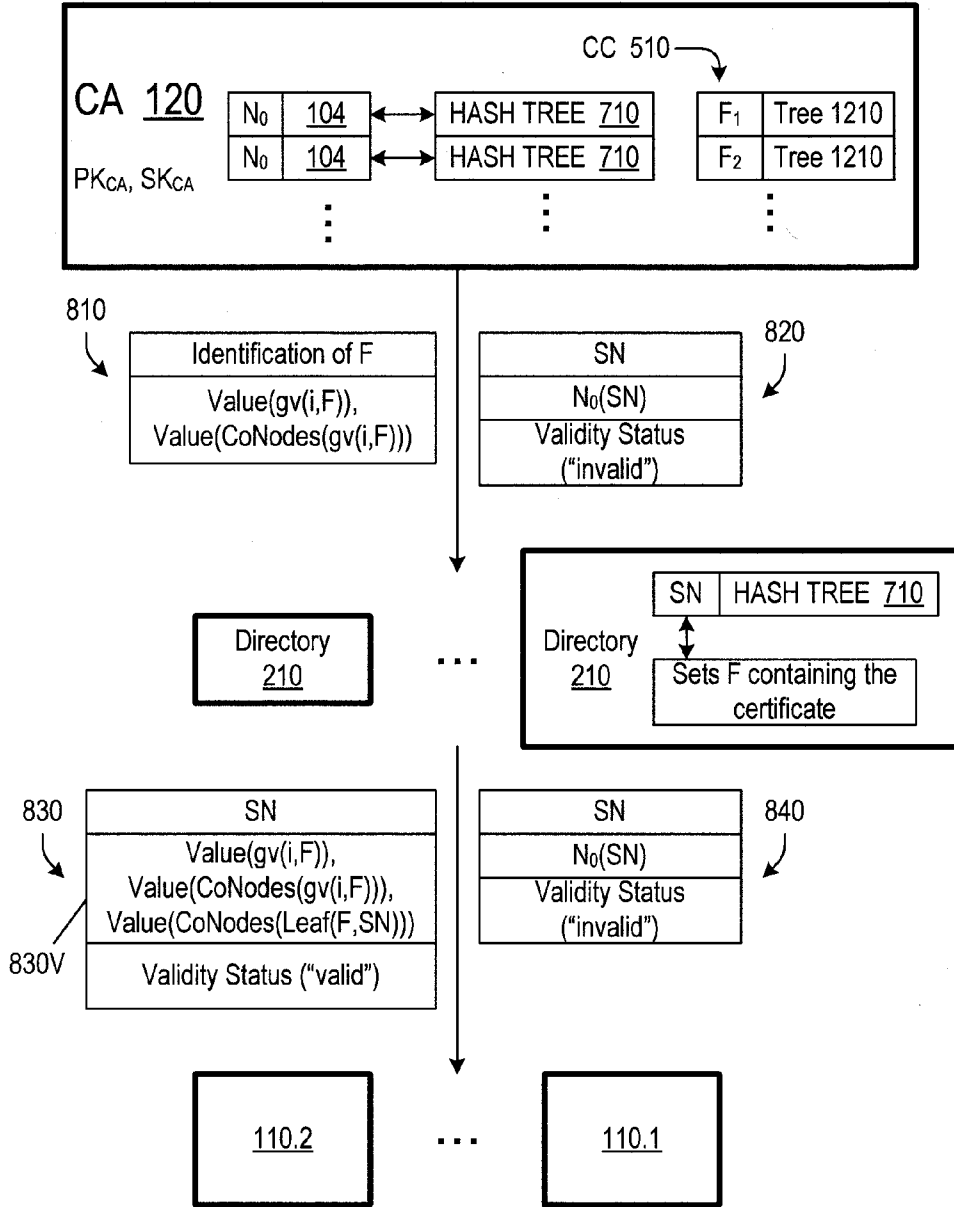 CC 510
CA 120
PK_CA, SK_CA
N₀ 104 HASH TREE 710 F₁ Tree 1210
N₀ 104 HASH TREE 710 F₂ Tree 1210
810
Identification of F
Value(gv(i,F)),
Value(CoNodes(gv(i,F)))
820
SN
N₀(SN)
Validity Status
("invalid")
Directory
210
...
Directory
210
SN HASH TREE 710
Sets F containing the
certificate
830
SN
Value(gv(i,F)),
Value(CoNodes(gv(i,F))),
Value(CoNodes(Leaf(F,SN)))
830V
Validity Status ("valid")
840
SN
N₀(SN)
Validity Status
("invalid")
110.2 ... 110.1